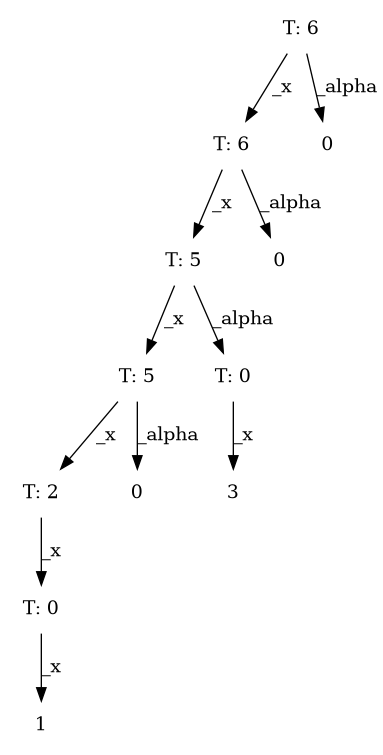 T: 6
_x
_alpha
T: 6
0
_x
_alpha
T: 5
0
_x
_alpha
T: 5
T: 0
_x
_alpha
_x
T: 2
0
3
_x
T: 0
_x
1